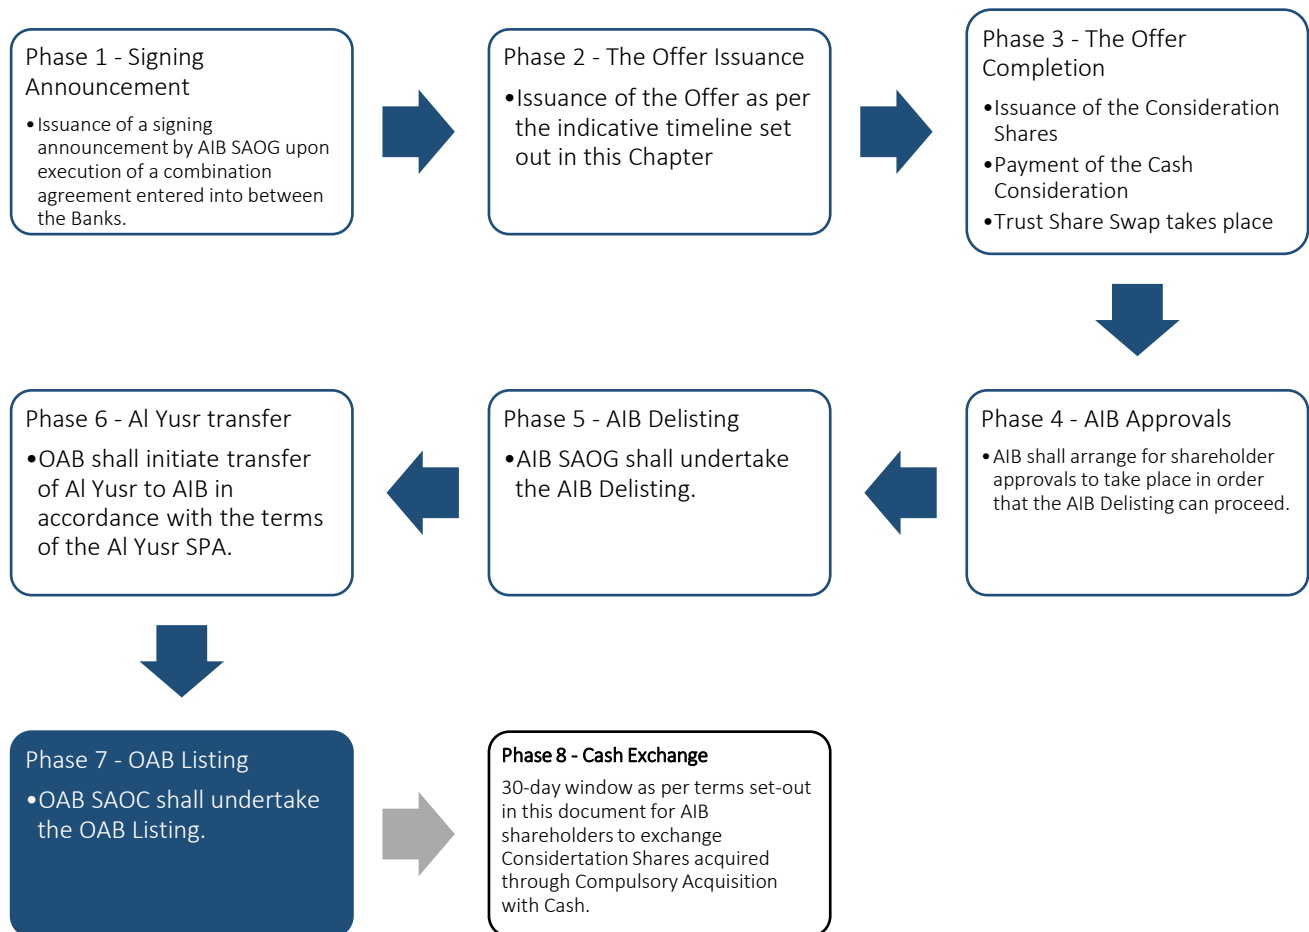 Phase 1 - Signing
Announcement
•Issuance of a signing
announcement by AIB SAOG upon
execution of a combination
agreement entered into between
the Banks.
Phase 2 - The Offer Issuance
•Issuance of the Offer as per
the indicative timeline set
out in this Chapter
Phase 3 - The Offer
Completion
•Issuance of the Consideration
Shares
•Payment of the Cash
Consideration
•Trust Share Swap takes place
Phase 4 - AIB Approvals
•AIB shall arrange for shareholder
approvals to take place in order
that the AIB Delisting can proceed.
Phase 5 - AIB Delisting
•AIB SAOG shall undertake
the AIB Delisting.
Phase 6 - Al Yusr transfer
•OAB shall initiate transfer
of Al Yusr to AIB in
accordance with the terms
of the Al Yusr SPA.
Phase 7 - OAB Listing
•OAB SAOC shall undertake
the OAB Listing.
Phase 8 - Cash Exchange
30-day window as per terms set-out
in this document for AIB
shareholders to exchange
Considertation Shares acquired
through Compulsory Acquisition
with Cash.